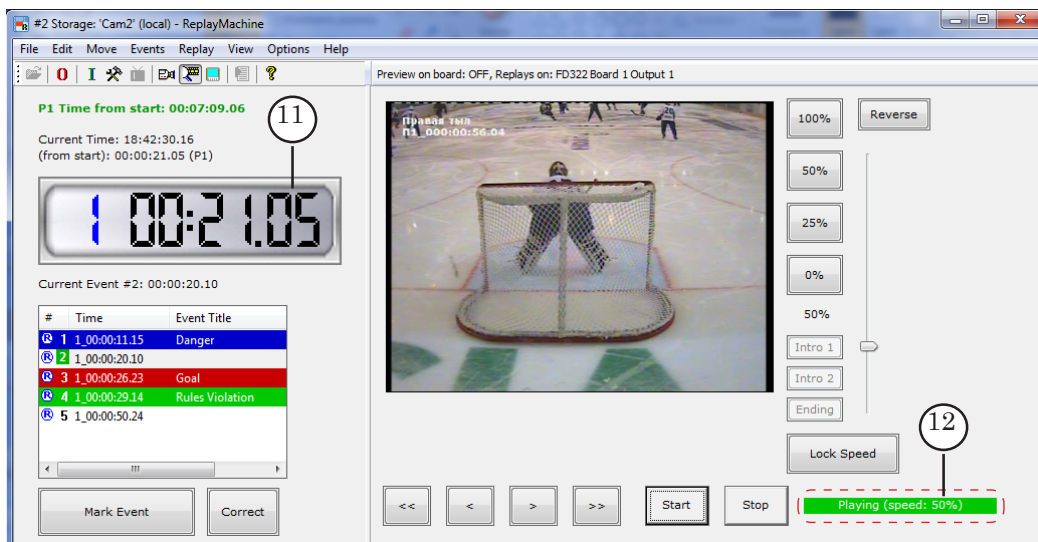 #2 Storage: 'Cam2' (local) - ReplayMachine
File Edit Move Events Replay View Options Help
Preview on board: OFF, Replays on: FD322 Board 1 Output 1
P1 Time from start: 00:07:09.06
11
Current Time: 18:42:30.16
(from start): 00:00:21.05 (P1)
1 00:21.05
Current Event #2: 00:00:20.10
# Time Event Title
R 1 1_00:00:11.15 Danger
R 2 1_00:00:20.10
R 3 1_00:00:26.23 Goal
R 4 1_00:00:29.14 Rules Violation
R 5 1_00:00:50.24
Mark Event Correct
Правая тыл
П1_000:00:56.04
100% Reverse
50%
25%
0%
50%
Intro 1
Intro 2
Ending
12
Lock Speed
<< < > >> Start Stop Playing (speed: 50%)